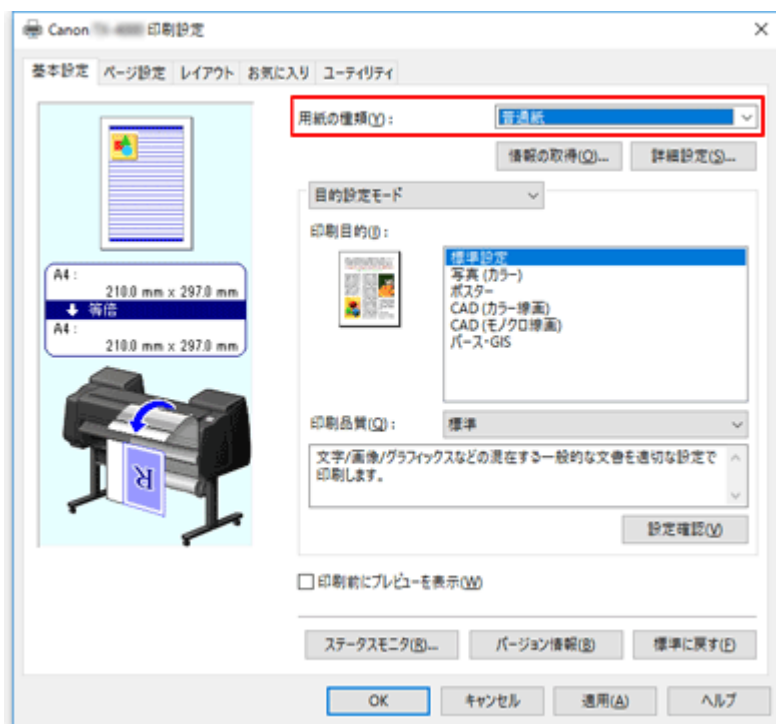 Canon 印刷設定
基本設定 ページ設定 レイアウト お気に入り ユーティリティ
用紙の種類(Y): 普通紙
情報の取得(O)... 詳細設定(S)...
目的設定モード
印刷目的(I):
標準設定
写真 (カラー)
ポスター
CAD (カラー線画)
CAD (モノクロ線画)
パース・GIS
A4 :
210.0 mm x 297.0 mm
等倍
A4 :
210.0 mm x 297.0 mm
R
印刷品質(Q): 標準
文字/画像/グラフィックスなどの混在する一般的な文書を適切な設定で
印刷します。
設定確認(V)
印刷前にプレビューを表示(W)
ステータスモニタ(R)... バージョン情報(B) 標準に戻す(F)
OK キャンセル 適用(A) ヘルプ